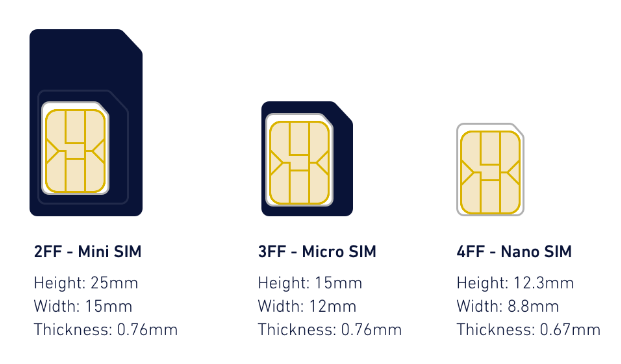 2FF - Mini SIM
Height: 25mm
Width: 15mm
Thickness: 0.76mm
3FF - Micro SIM
Height: 15mm
Width: 12mm
Thickness: 0.76mm
4FF - Nano SIM
Height: 12.3mm
Width: 8.8mm
Thickness: 0.67mm